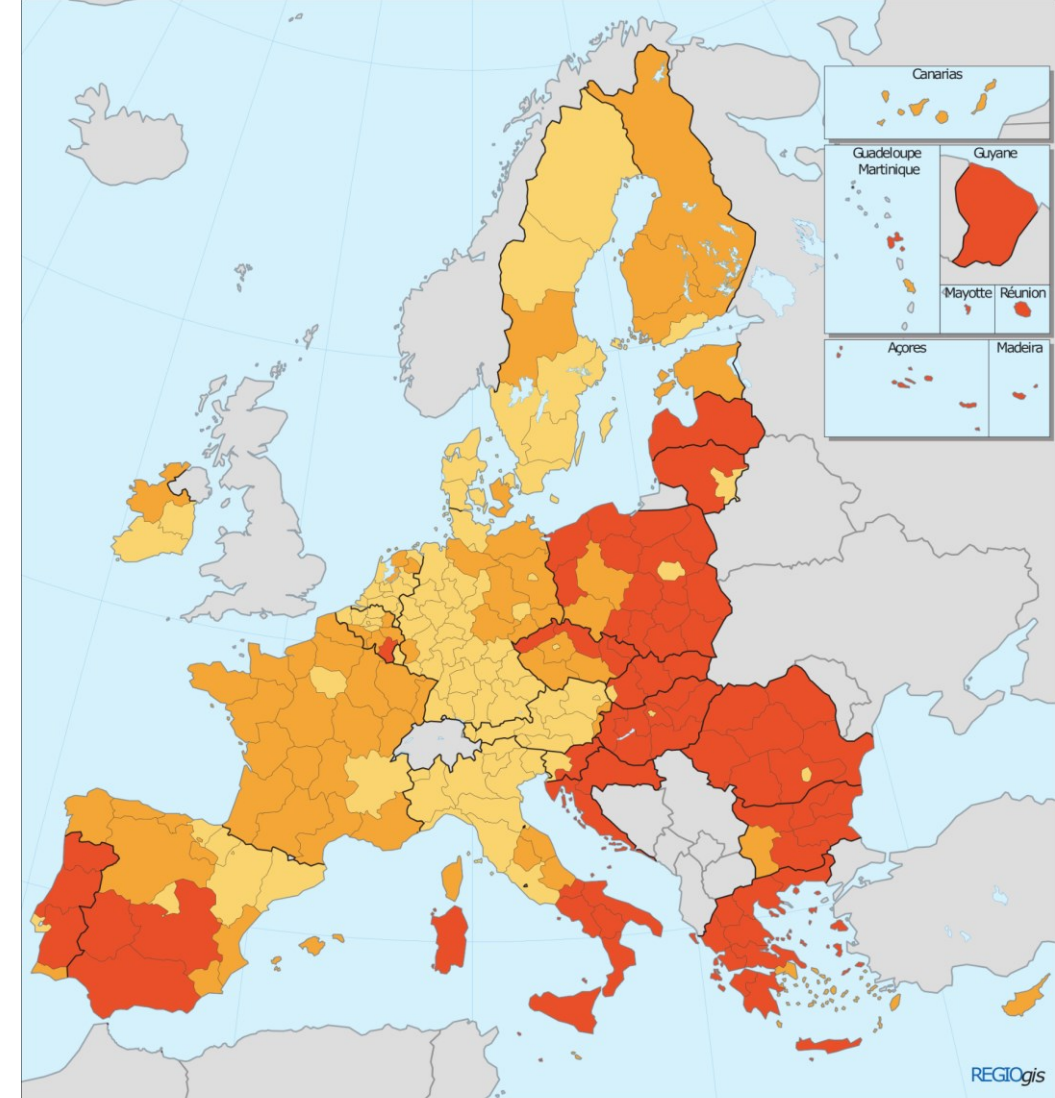 Canarias
Guadeloupe
Martinique
Guyane
Mayotte
Réunion
Açores
Madeira
REGIOgis